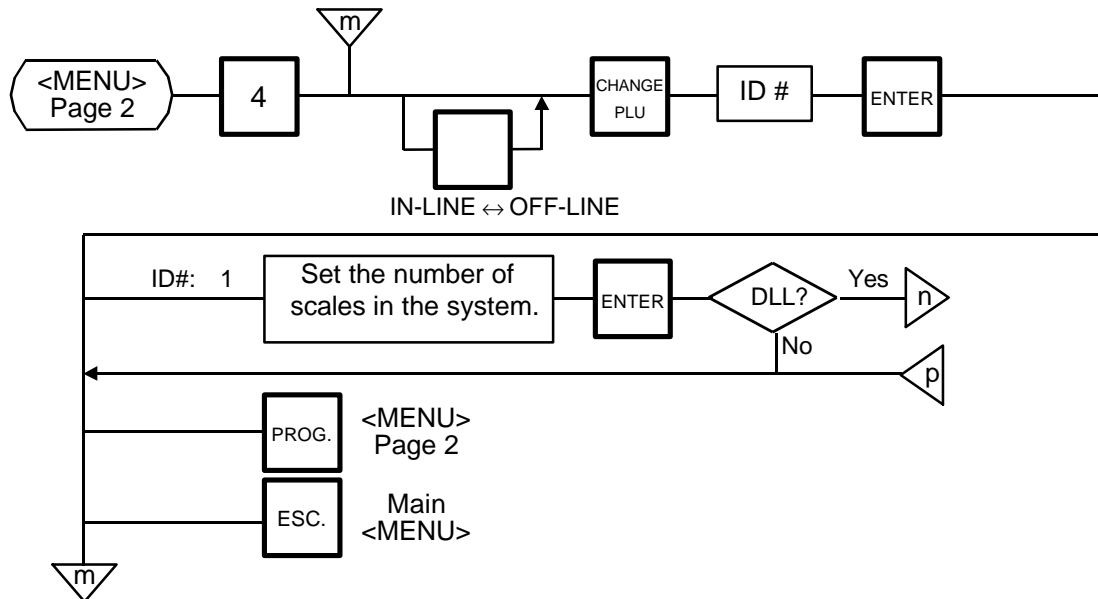 m
<MENU>
Page 2
4
CHANGE
PLU
ID #
ENTER
IN-LINE ↔ OFF-LINE
ID#: 1
Set the number of
scales in the system.
ENTER
DLL?
Yes
n
No
p
PROG.
<MENU>
Page 2
ESC.
Main
<MENU>
m